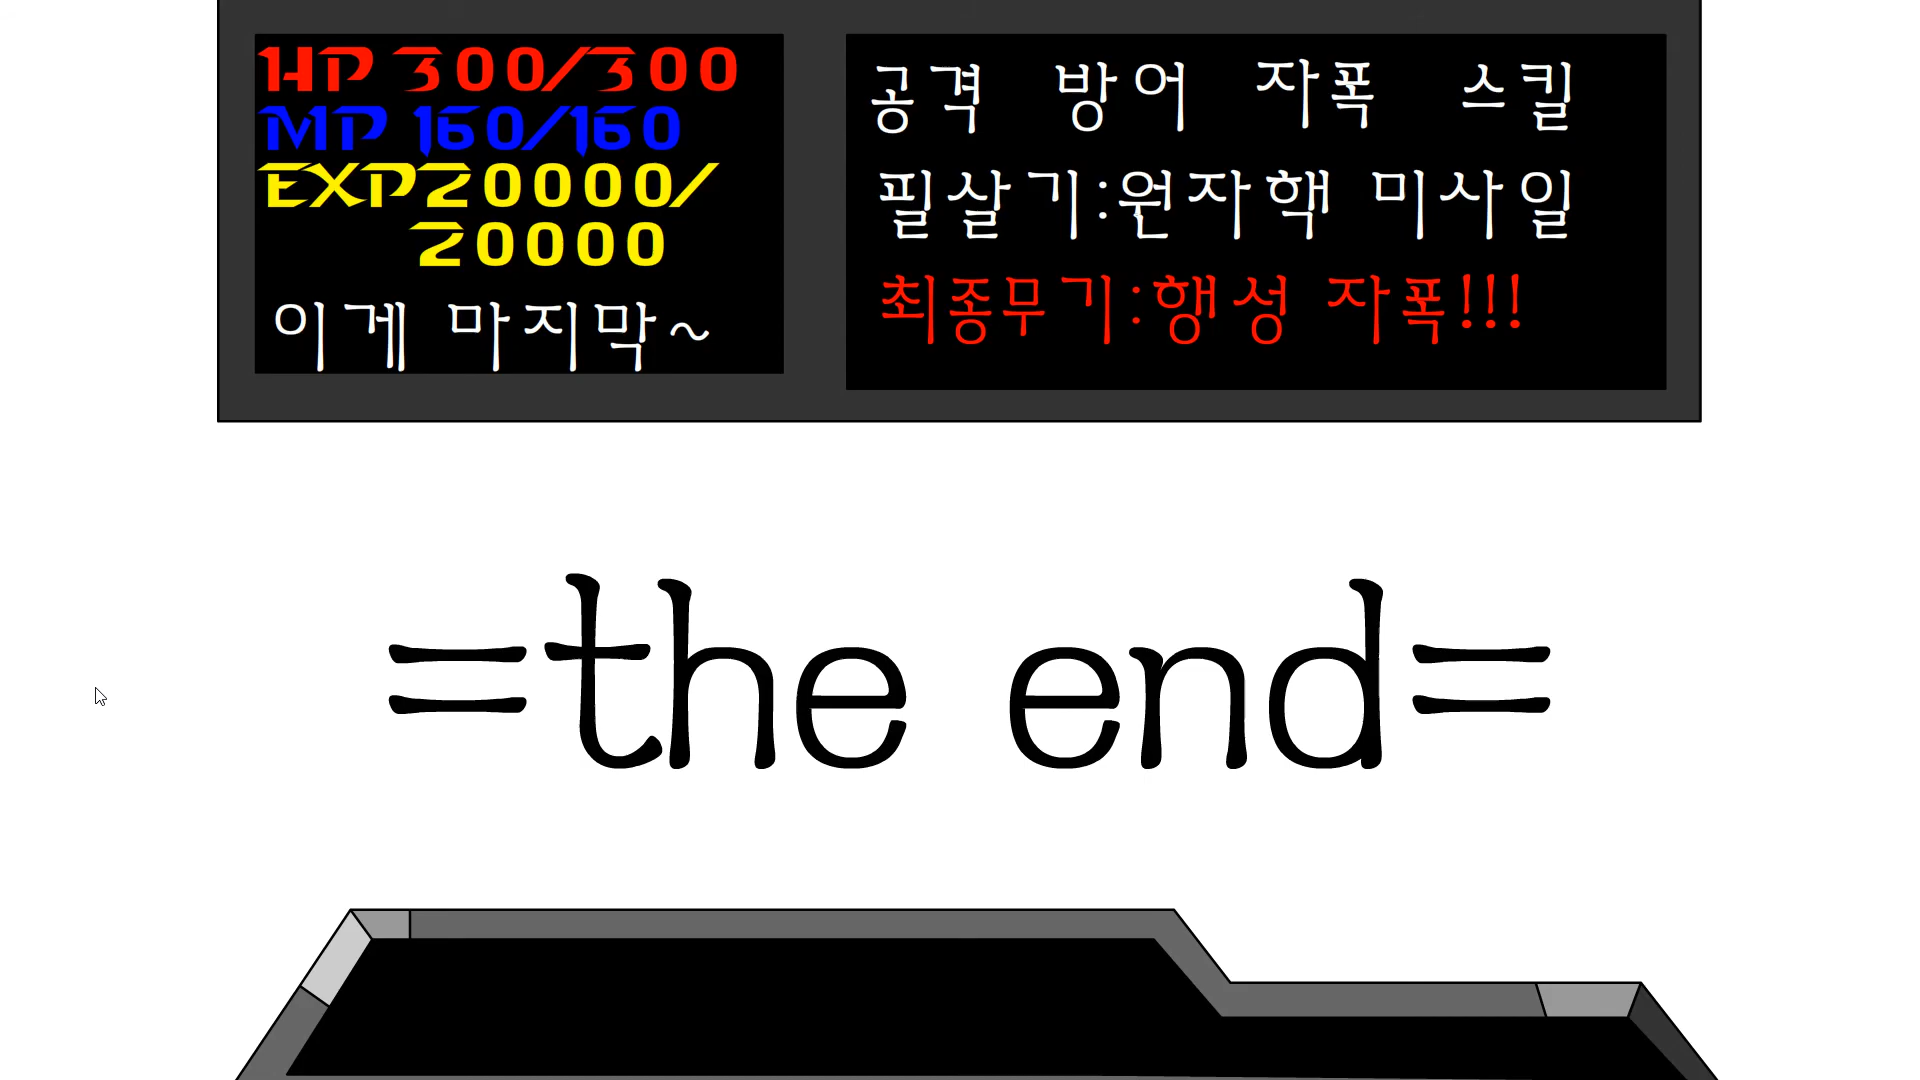 HP 300/300
MP 160/160
EXP20000/
20000
이게 마지막~
공격 방어 자폭 스킬
필살기:원자핵 미사일
최종무기:행성 자폭!!!
=the end=